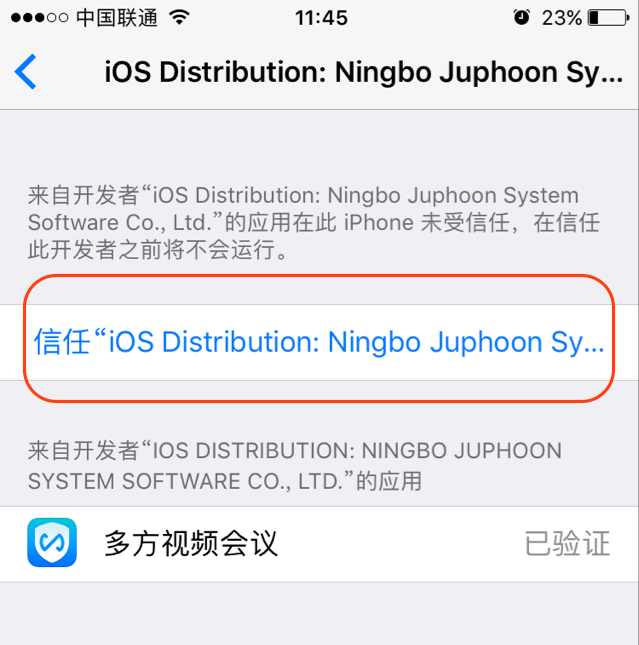 中国联通 11:45 23%
iOS Distribution: Ningbo Juphoon Sy...
来自开发者“iOS Distribution: Ningbo Juphoon System
Software Co., Ltd.”的应用在此 iPhone 未受信任，在信任
此开发者之前将不会运行。
信任“iOS Distribution: Ningbo Juphoon Sy...
来自开发者“IOS DISTRIBUTION: NINGBO JUPHOON
SYSTEM SOFTWARE CO., LTD.”的应用
多方视频会议 已验证